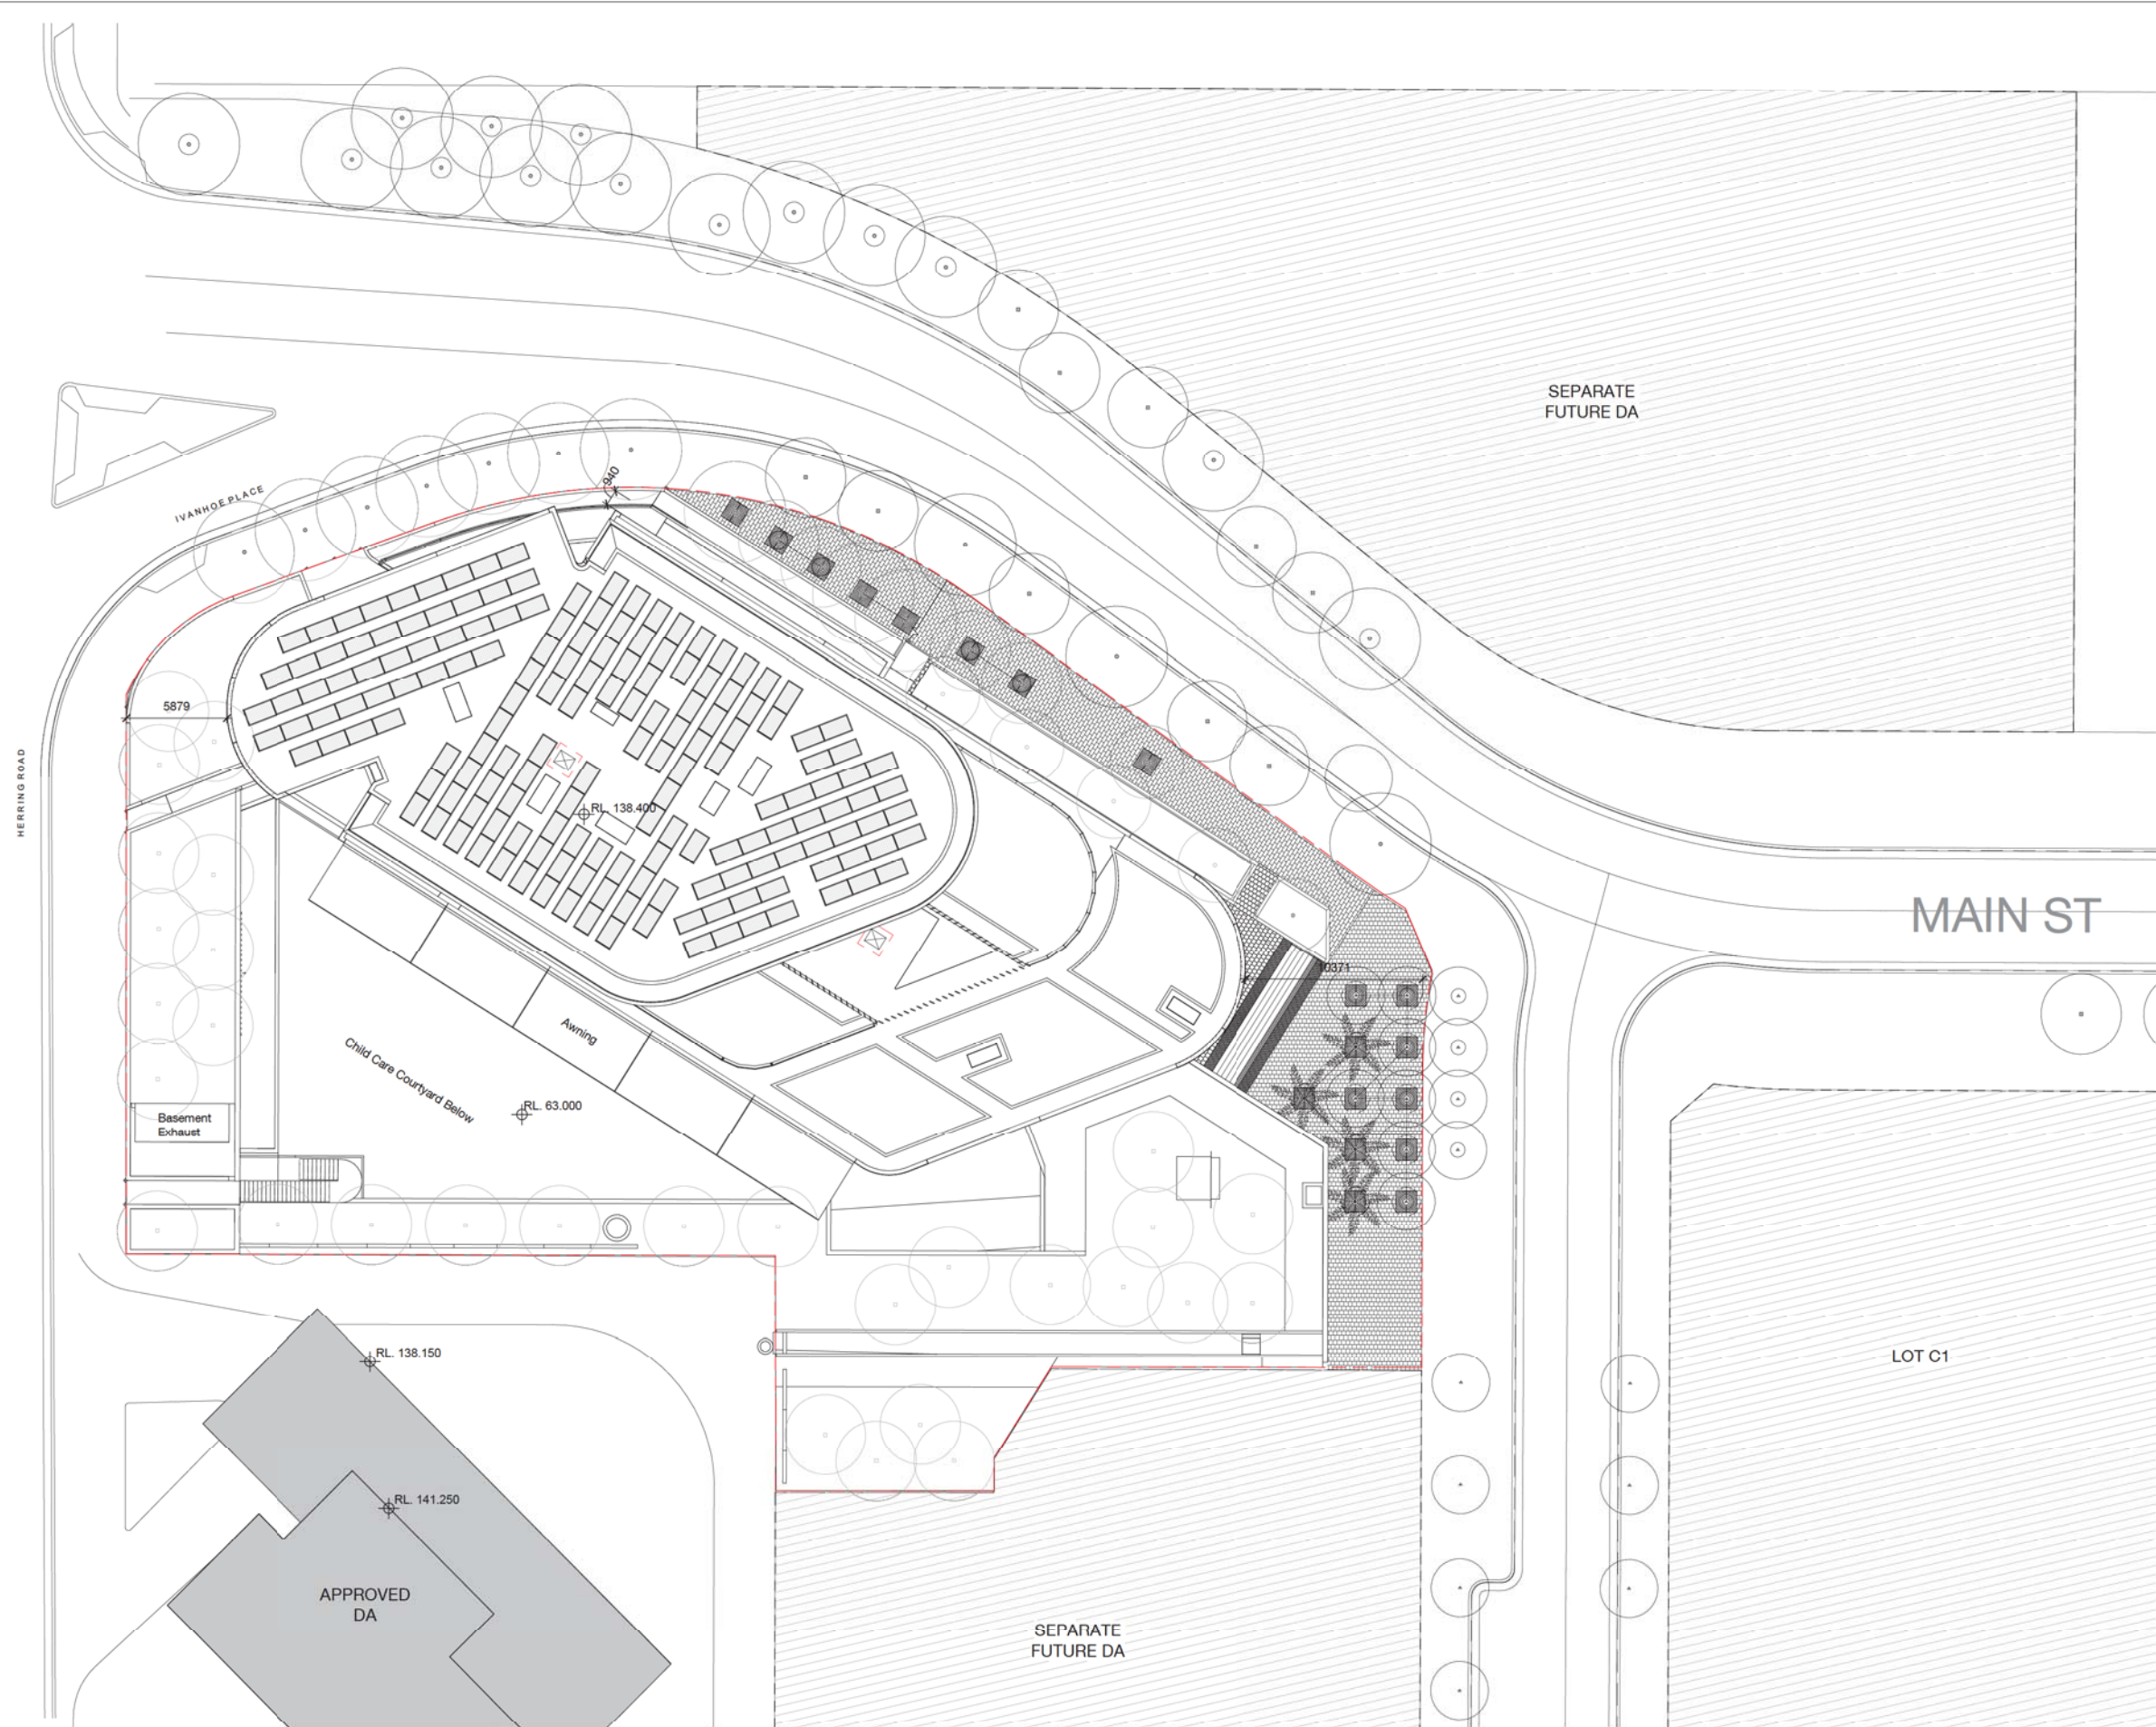 SEPARATE
FUTURE DA
940
IVANHOE PLACE
5879
HERRING ROAD
RL. 138.400
MAIN ST
10371
Awning
Child Care Courtyard Below
RL. 63.000
Basement
Exhaust
RL. 138.150
LOT C1
RL. 141.250
APPROVED
DA
SEPARATE
FUTURE DA